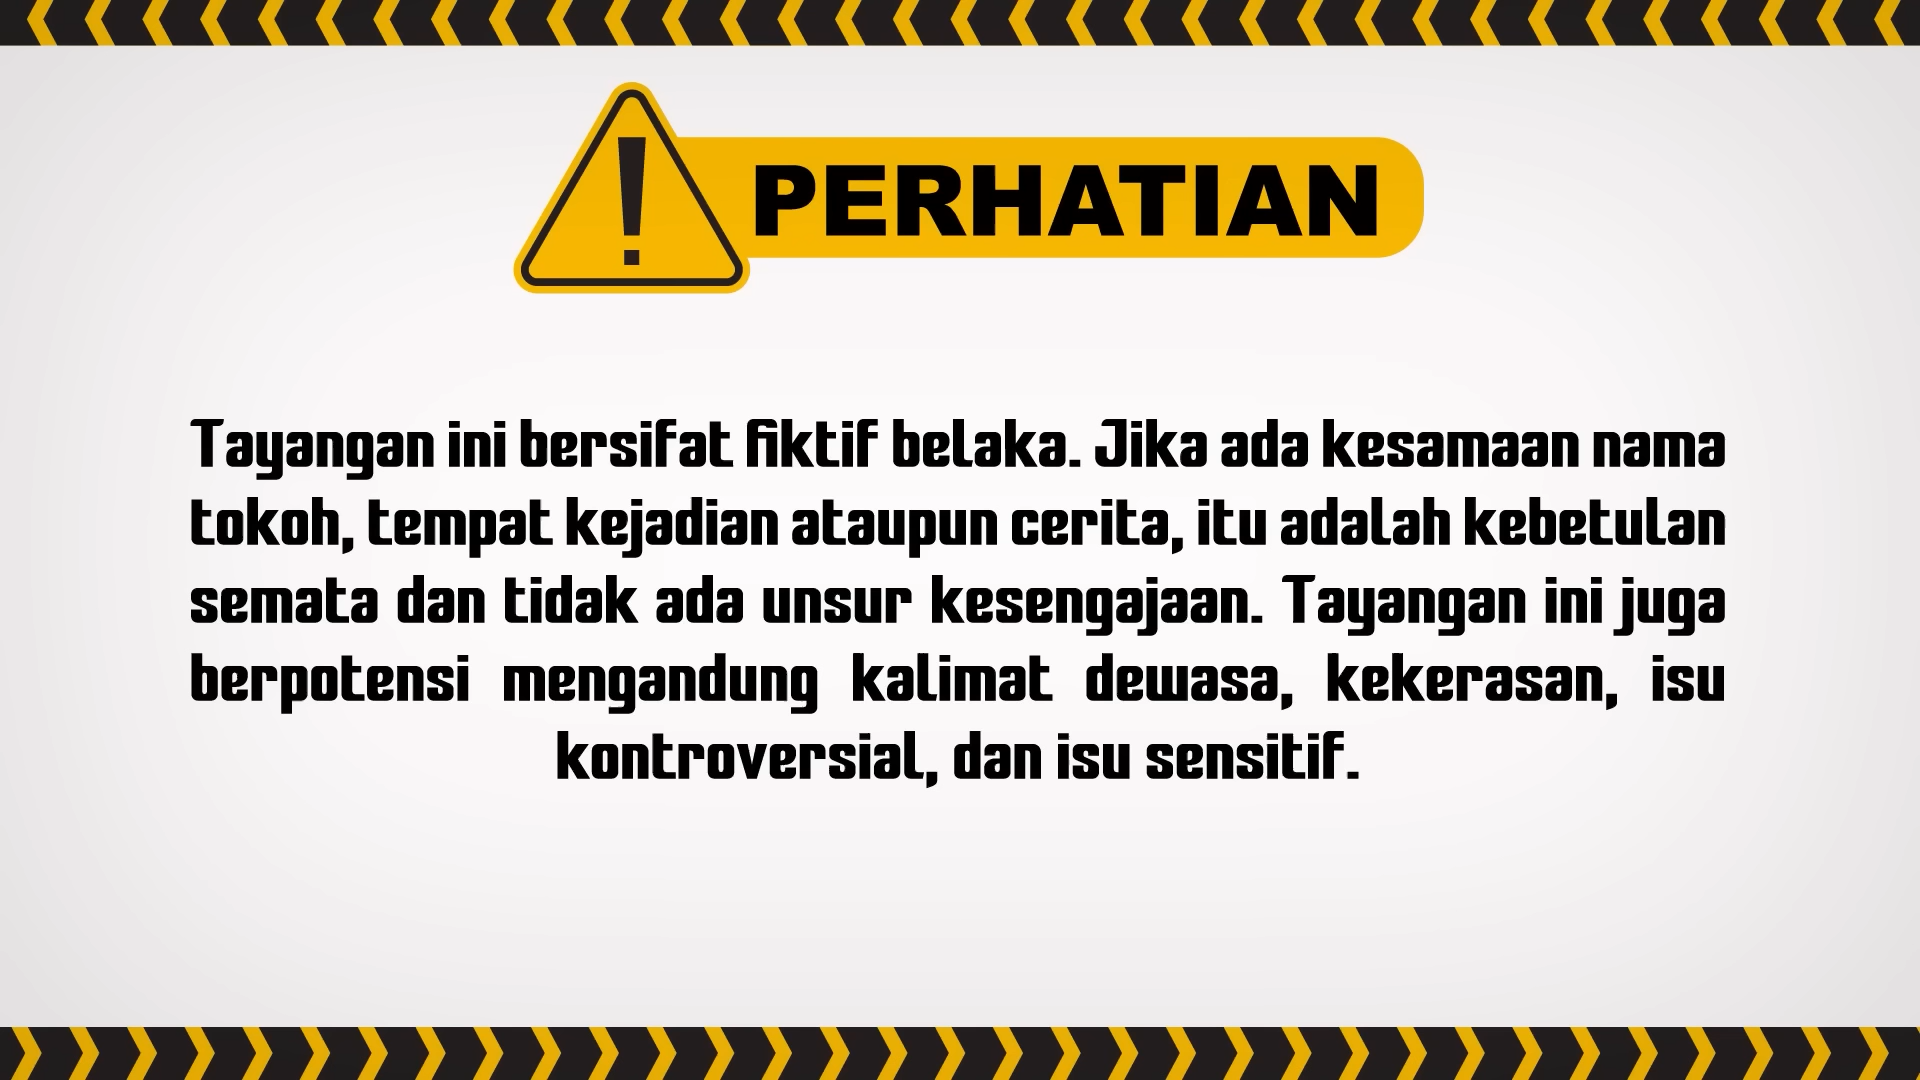 PERHATIAN
Tayangan ini bersifat fiktif belaka. Jika ada kesamaan nama
tokoh, tempat kejadian ataupun cerita, itu adalah kebetulan
semata dan tidak ada unsur kesengajaan. Tayangan ini juga
berpotensi mengandung kalimat dewasa, kekerasan, isu
kontroversial, dan isu sensitif.